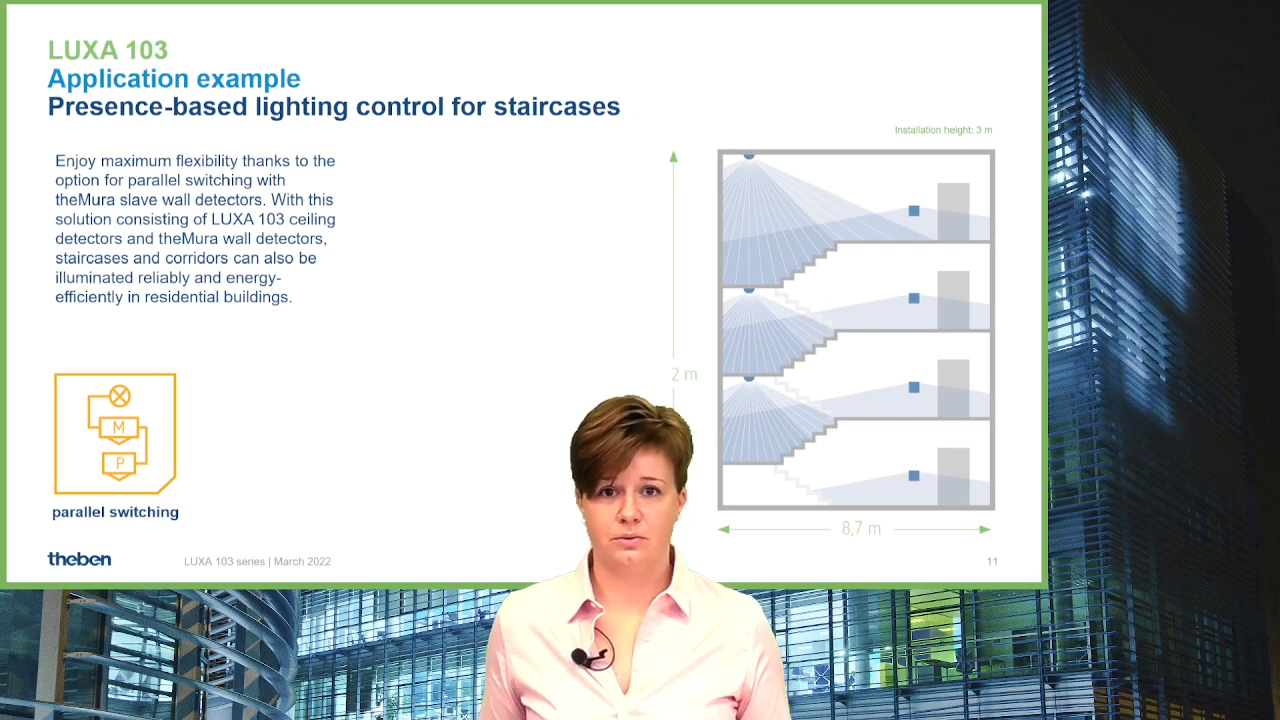 LUXA 103
Application example
Presence-based lighting control for staircases
Installation height: 3 m
Enjoy maximum flexibility thanks to the
option for parallel switching with
theMura slave wall detectors. With this
solution consisting of LUXA 103 ceiling
detectors and theMura wall detectors,
staircases and corridors can also be
illuminated reliably and energy-
efficiently in residential buildings.
2 m
M
P
parallel switching
8,7 m
theben
LUXA 103 series | March 2022
11